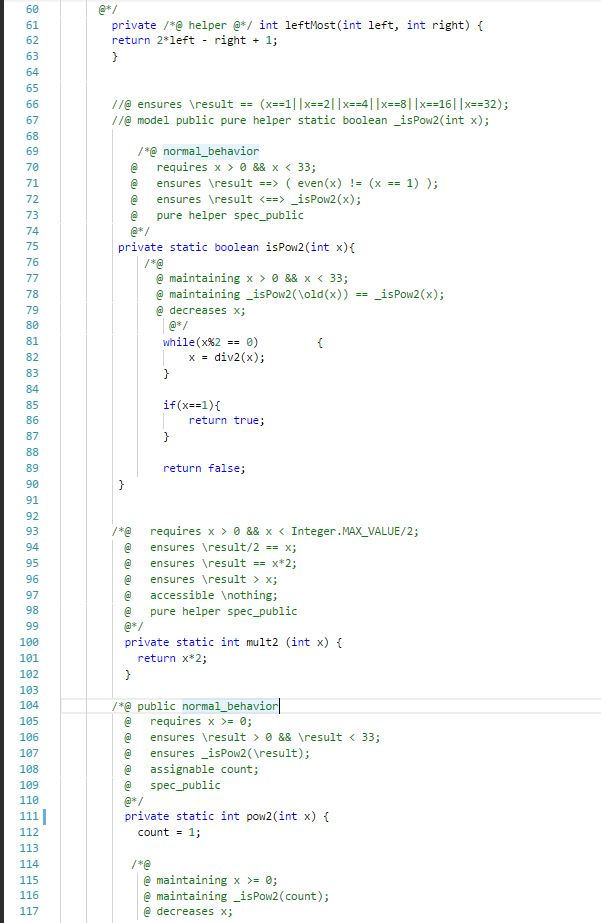 60 @*/
61 private /*@ helper @*/ int leftMost(int left, int right) {
62 return 2*left - right + 1;
63 }
64
65
66 //@ ensures \result == (x==1||x==2||x==4||x==8||x==16||x==32);
67 //@ model public pure helper static boolean _isPow2(int x);
68
69 /*@ normal_behavior
70 @ requires x > 0 && x < 33;
71 @ ensures \result ==> ( even(x) != (x == 1) );
72 @ ensures \result <==> _isPow2(x);
73 @ pure helper spec_public
74 @*/
75 private static boolean isPow2(int x){
76 /*@
77 @ maintaining x > 0 && x < 33;
78 @ maintaining _isPow2(\old(x)) == _isPow2(x);
79 @ decreases x;
80 @*/
81 while(x%2 == 0) {
82 x = div2(x);
83 }
84
85 if(x==1){
86 return true;
87 }
88
89 return false;
90 }
91
92
93 /*@ requires x > 0 && x < Integer.MAX_VALUE/2;
94 @ ensures \result/2 == x;
95 @ ensures \result == x*2;
96 @ ensures \result > x;
97 @ accessible \nothing;
98 @ pure helper spec_public
99 @*/
100 private static int mult2 (int x) {
101 return x*2;
102 }
103
104 /*@ public normal_behavior
105 @ requires x >= 0;
106 @ ensures \result > 0 && \result < 33;
107 @ ensures _isPow2(\result);
108 @ assignable count;
109 @ spec_public
110 @*/
111 private static int pow2(int x) {
112 count = 1;
113
114 /*@
115 @ maintaining x >= 0;
116 @ maintaining _isPow2(count);
117 @ decreases x;